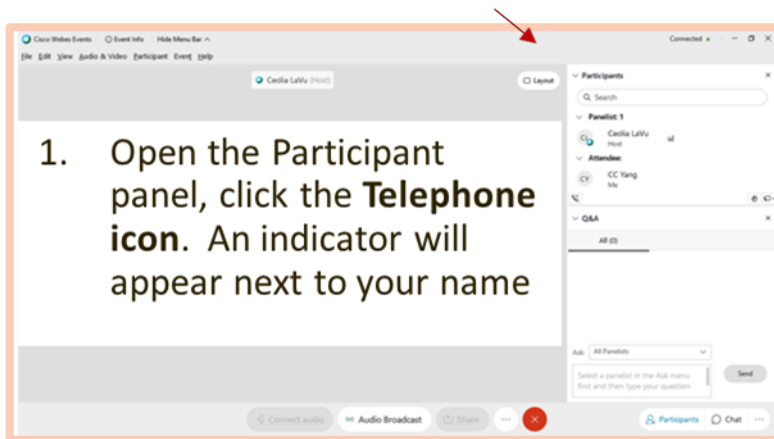 Cisco Webex Events Event Info Hide Menu Bar Connected
File Edit View Audio & Video Participant Event Help
Cecilia LaVu (Host) Layout
Participants
Search
Panelist: 1
CL Cecilia LaVu
Host
Attendee:
CY CC Yang
Me
Q&A
All (0)
1. Open the Participant
panel, click the Telephone
icon. An indicator will
appear next to your name
Ask: All Panelists
Select a panelist in the Ask menu
first and then type your question
Send
Connect audio Audio Broadcast Share Participants Chat